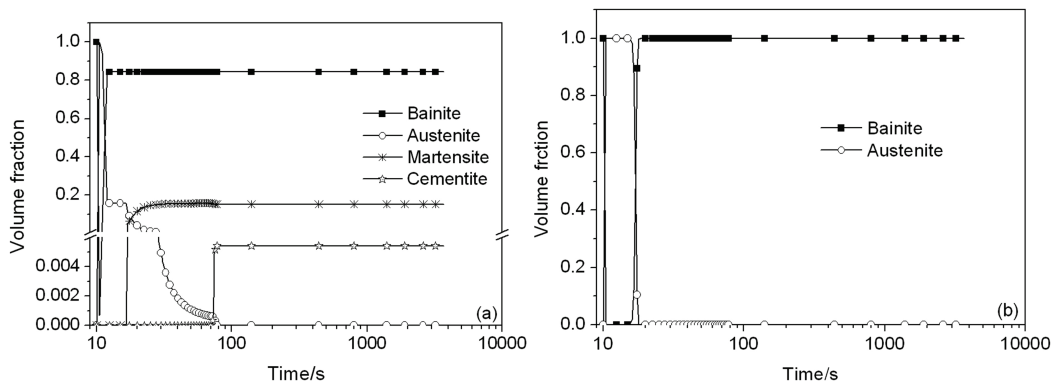 1.0
0.8
0.6
0.4
0.2
0.004
0.002
0.000
Volume fraction
Bainite
Austenite
Martensite
Cementite
(a)
10 100 1000 10000
Time/s
(b)
1.0
0.8
0.6
0.4
0.2
0.0
Volume frction
Bainite
Austenite
(b)
10 100 1000 10000
Time/s